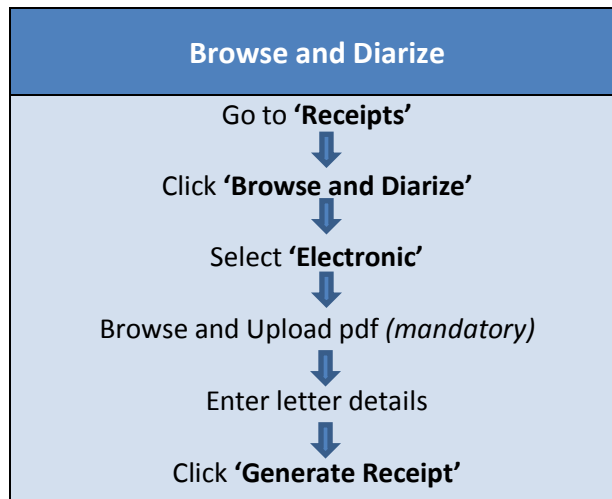 Browse and Diarize
Go to ‘Receipts’
Click ‘Browse and Diarize’
Select ‘Electronic’
Browse and Upload pdf (mandatory)
Enter letter details
Click ‘Generate Receipt’